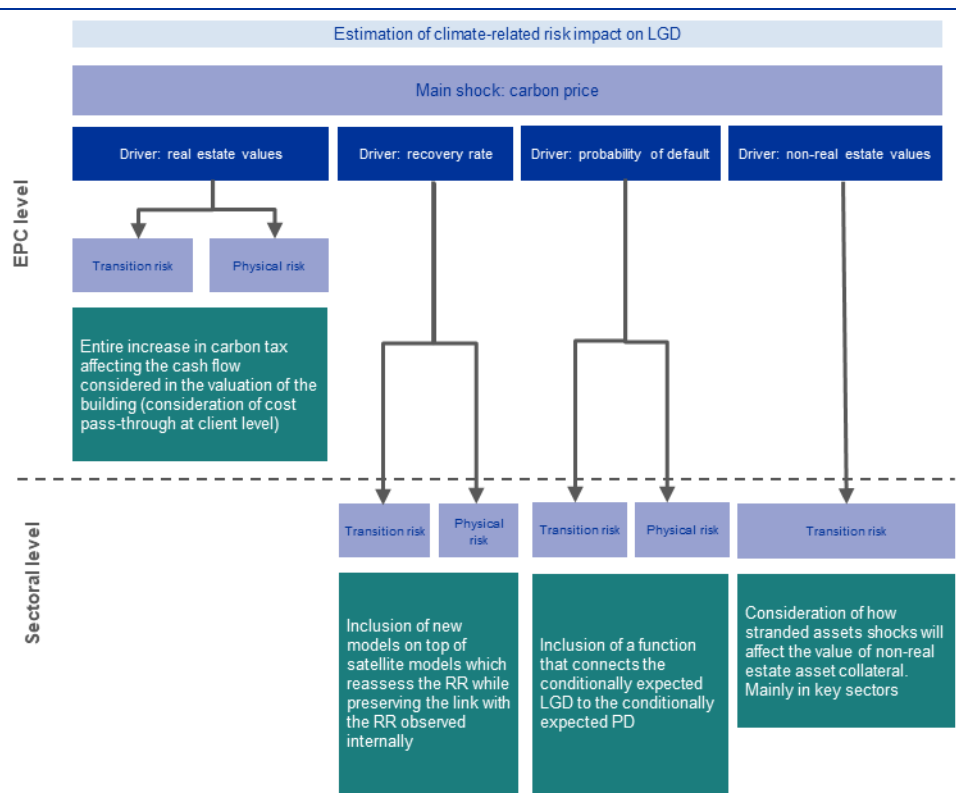 Estimation of climate-related risk impact on LGD
Main shock: carbon price
Driver: real estate values
Driver: recovery rate
Driver: probability of default
Driver: non-real estate values
EPC level
Transition risk
Physical risk
Entire increase in carbon tax
affecting the cash flow
considered in the valuation of the
building (consideration of cost
pass-through at client level)
Sectoral level
Transition risk
Physical
risk
Transition risk
Physical risk
Transition risk
Inclusion of new
models on top of
satellite models which
reassess the RR while
preserving the link with
the RR observed
internally
Inclusion of a function
that connects the
conditionally expected
LGD to the conditionally
expected PD
Consideration of how
stranded assets shocks will
affect the value of non-real
estate asset collateral.
Mainly in key sectors